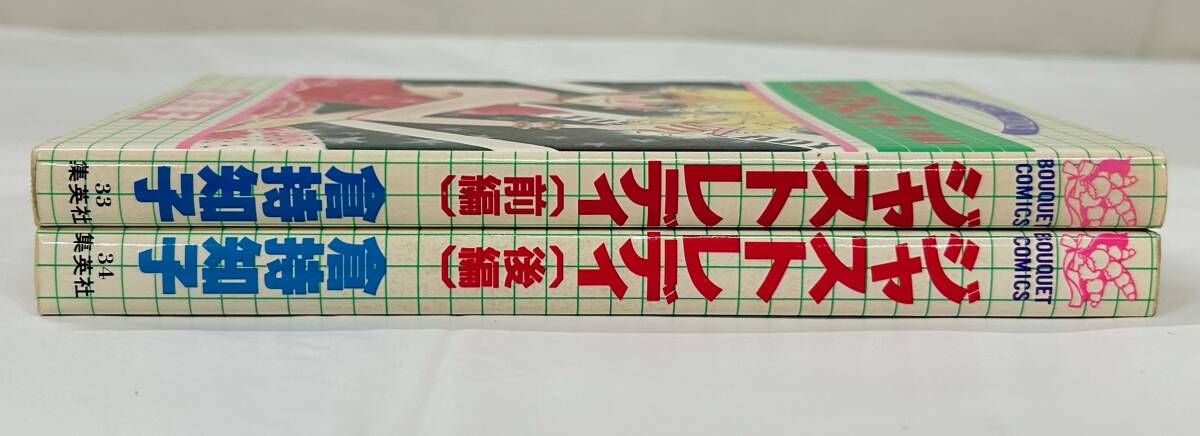 BOUQUET
COMICS
ジャストレディ
〔前編〕
倉持知子
33
集英社
BOUQUET
COMICS
ジャストレディ
〔後編〕
倉持知子
34
集英社